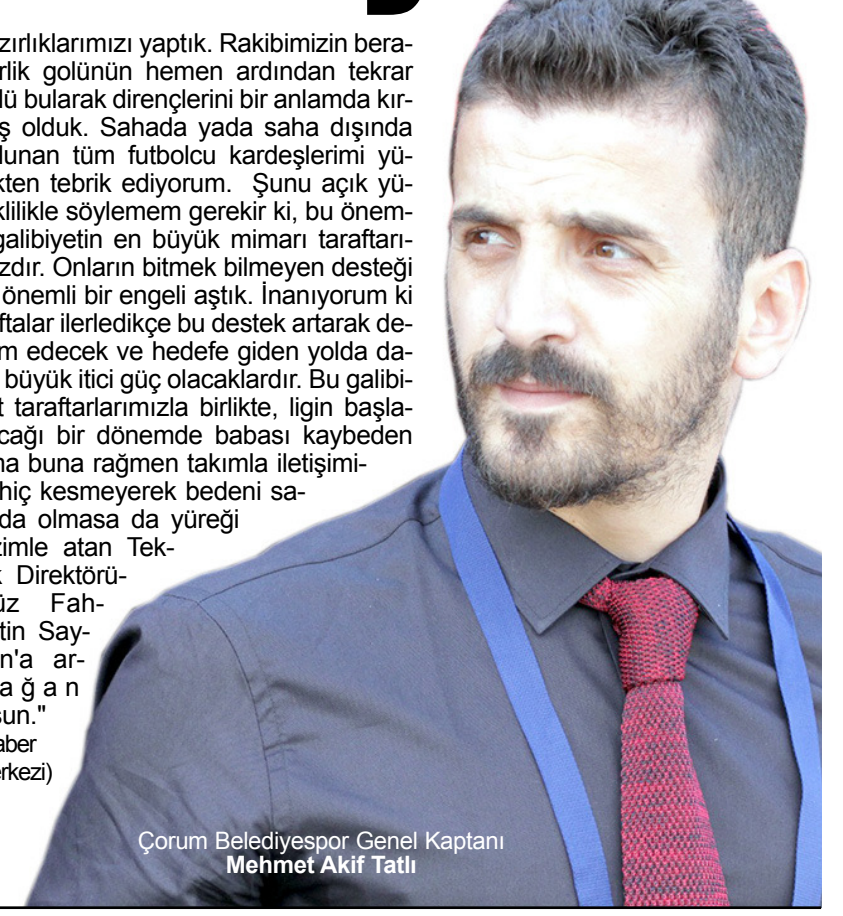 zırlıklarımızı yaptık. Rakibimizin bera-
rlik golünün hemen ardından tekrar
lü bularak dirençlerini bir anlamda kır-
ş olduk. Sahada yada saha dışında
lunan tüm futbolcu kardeşlerimi yü-
kten tebrik ediyorum. Şunu açık yü-
klilikle söylemem gerekir ki, bu önem-
galibiyetin en büyük mimarı taraftarı-
zdır. Onların bitmek bilmeyen desteği
önemli bir engeli aştık. İnanıyorum ki
ftalar ilerledikçe bu destek artarak de-
m edecek ve hedefe giden yolda da-
büyük itici güç olacaklardır. Bu galibi-
t taraftarlarımızla birlikte, ligin başla-
cağı bir dönemde babası kaybeden
na buna rağmen takımla iletişimi-
hiç kesmeyerek bedeni sa-
da olmasa da yüreği
zimle atan Tek-
k Direktörü-
üz Fah-
tin Say-
n'a ar-
a ğ a n
sun."
aber
erkezi)
Çorum Belediyespor Genel Kaptanı
Mehmet Akif Tatlı